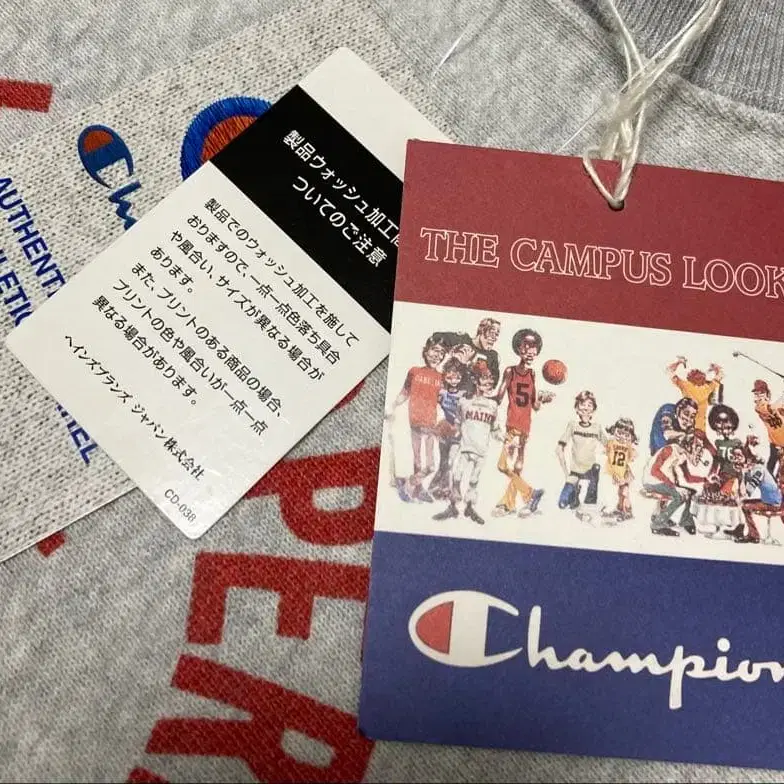 Ch
AUTHENT
ATHLETIC
REL
製品ウォッシュ加工
ついてのご注意
製品でのウォッシュ加工を施して
おりますので、一点一点色落ち具合
や風合い、サイズが異なる場合が
あります。
また、プリントのある商品の場合、
プリントの色や風合いが一点一点
異なる場合があります。
ヘインズブランズ ジャパン株式会社
CD-038
THE CAMPUS LOOK
5
MAINE
12
76
Champion
PER